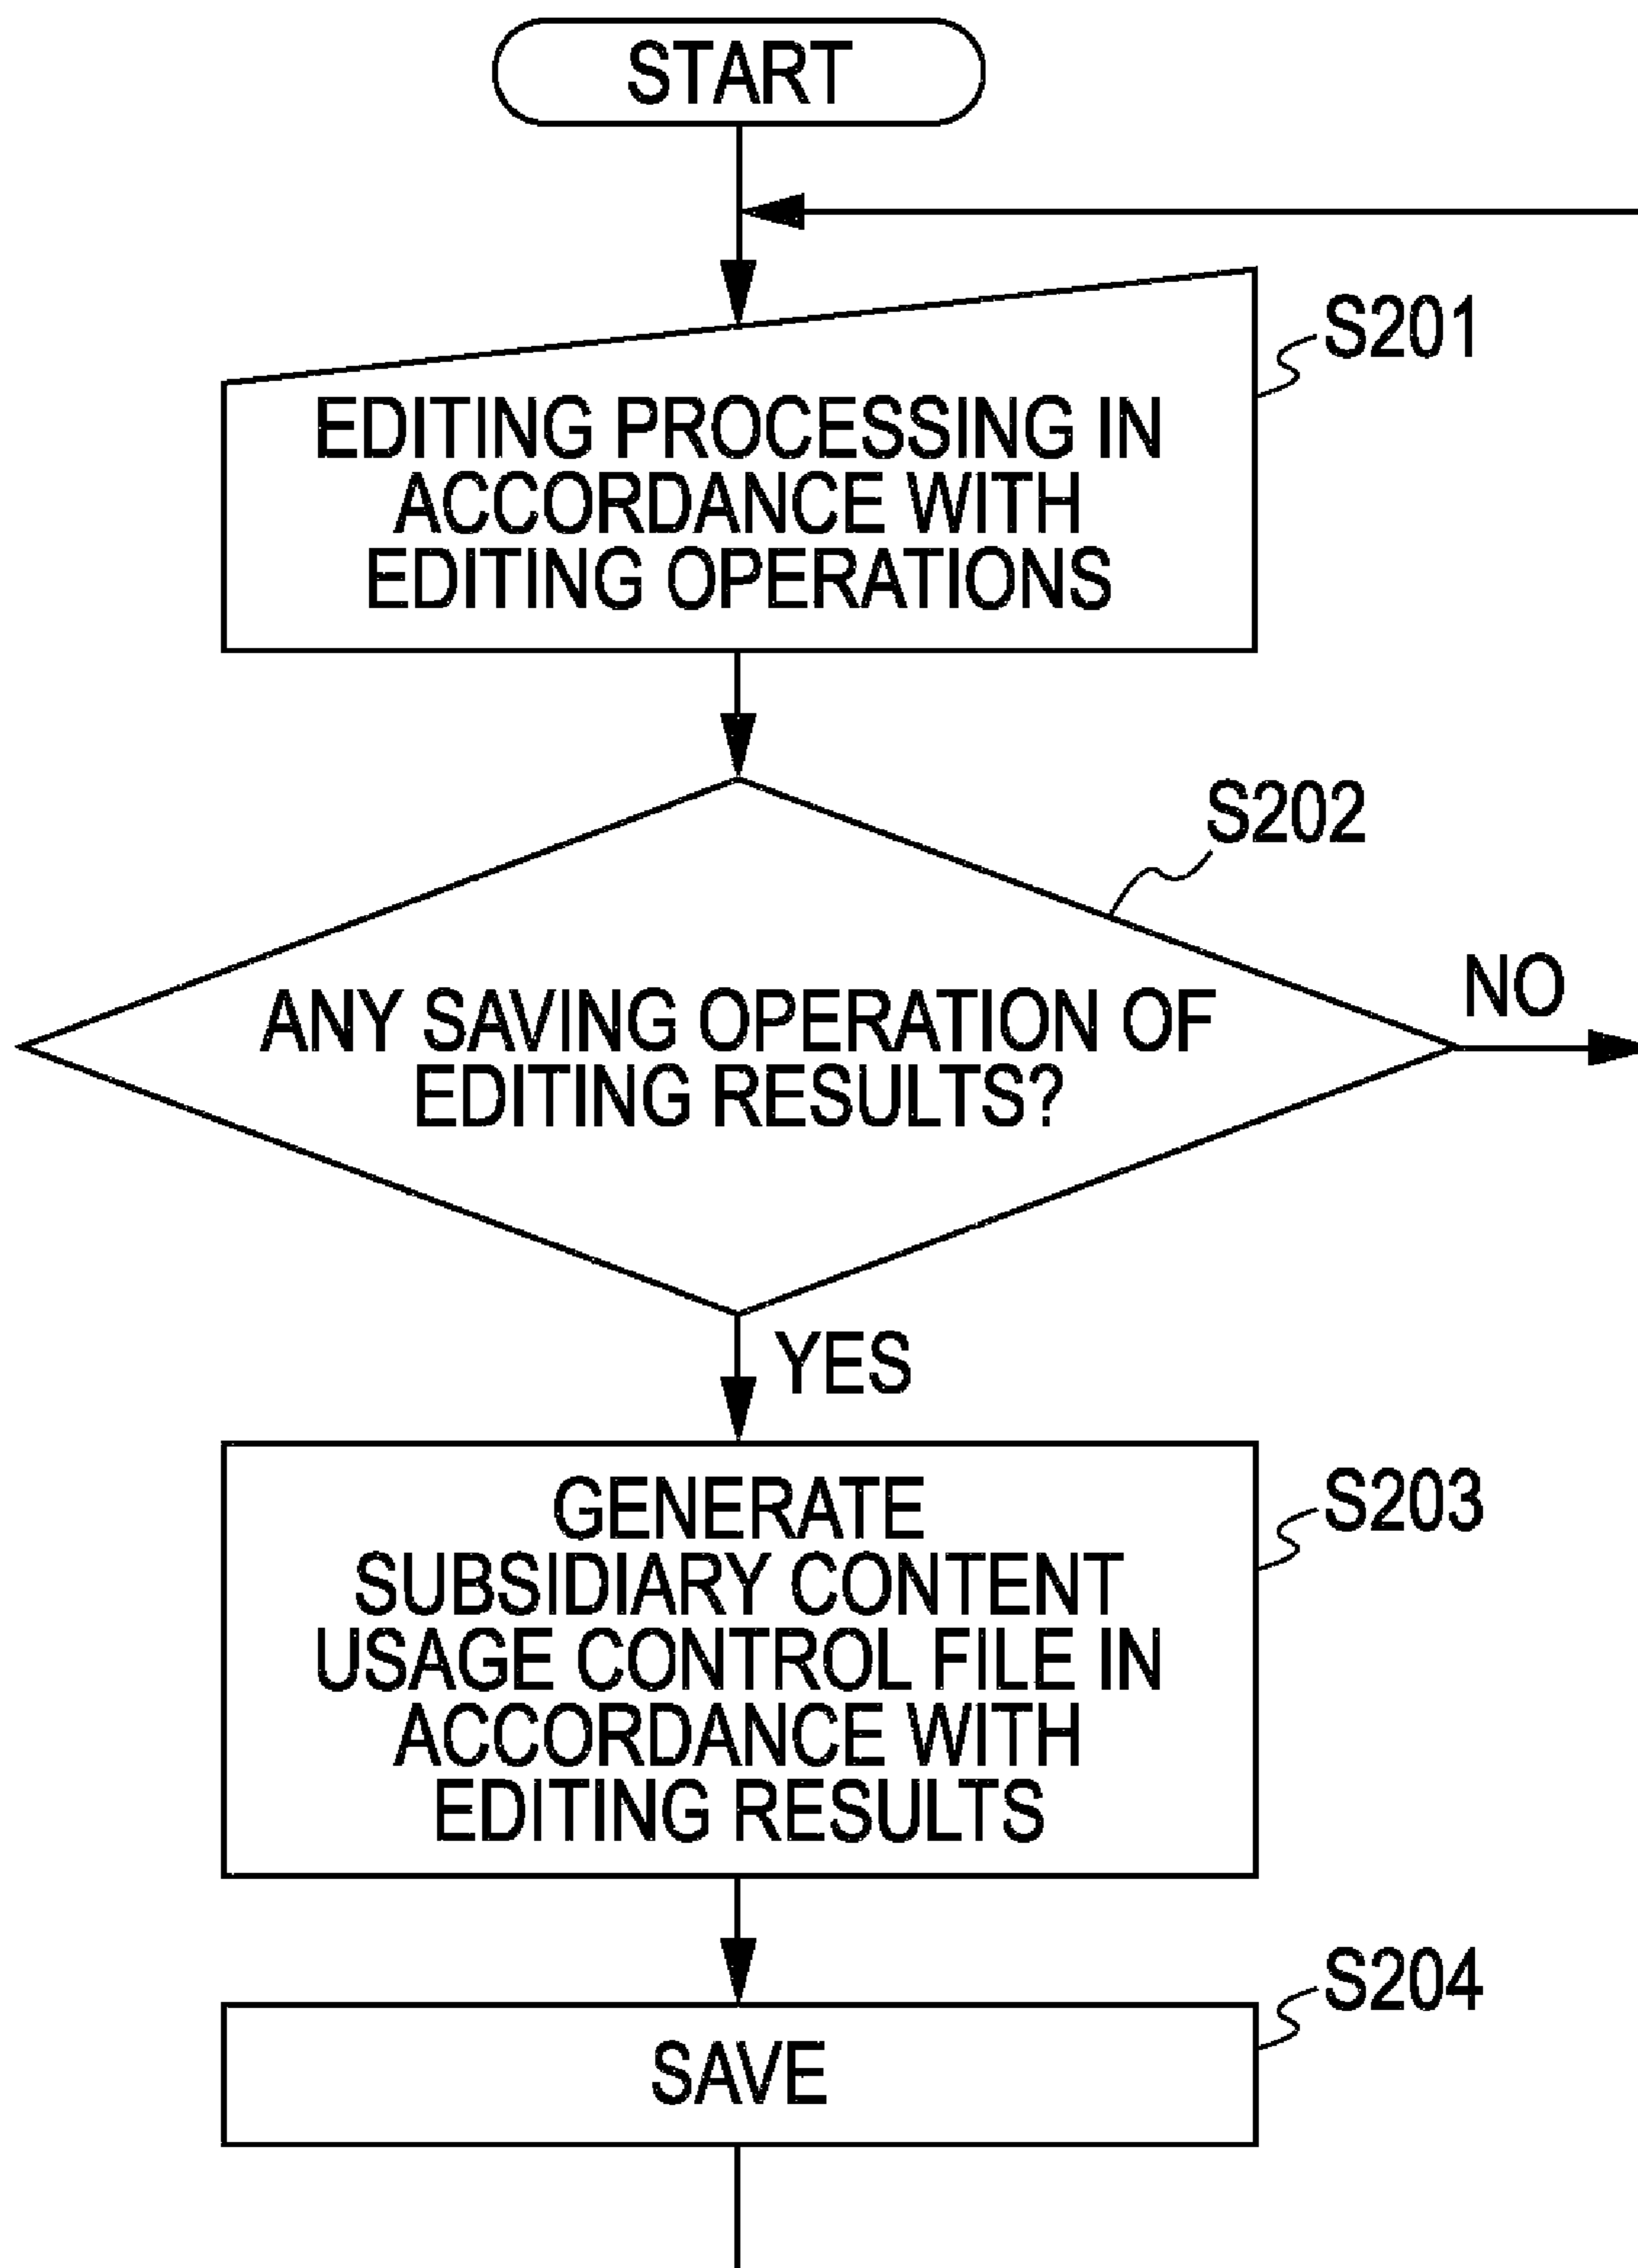 START
S201
EDITING PROCESSING IN
ACCORDANCE WITH
EDITING OPERATIONS
S202
NO
ANY SAVING OPERATION OF
EDITING RESULTS?
YES
GENERATE
S203
SUBSIDIARY CONTENT
USAGE CONTROL FILE IN
ACCORDANCE WITH
EDITING RESULTS
S204
SAVE